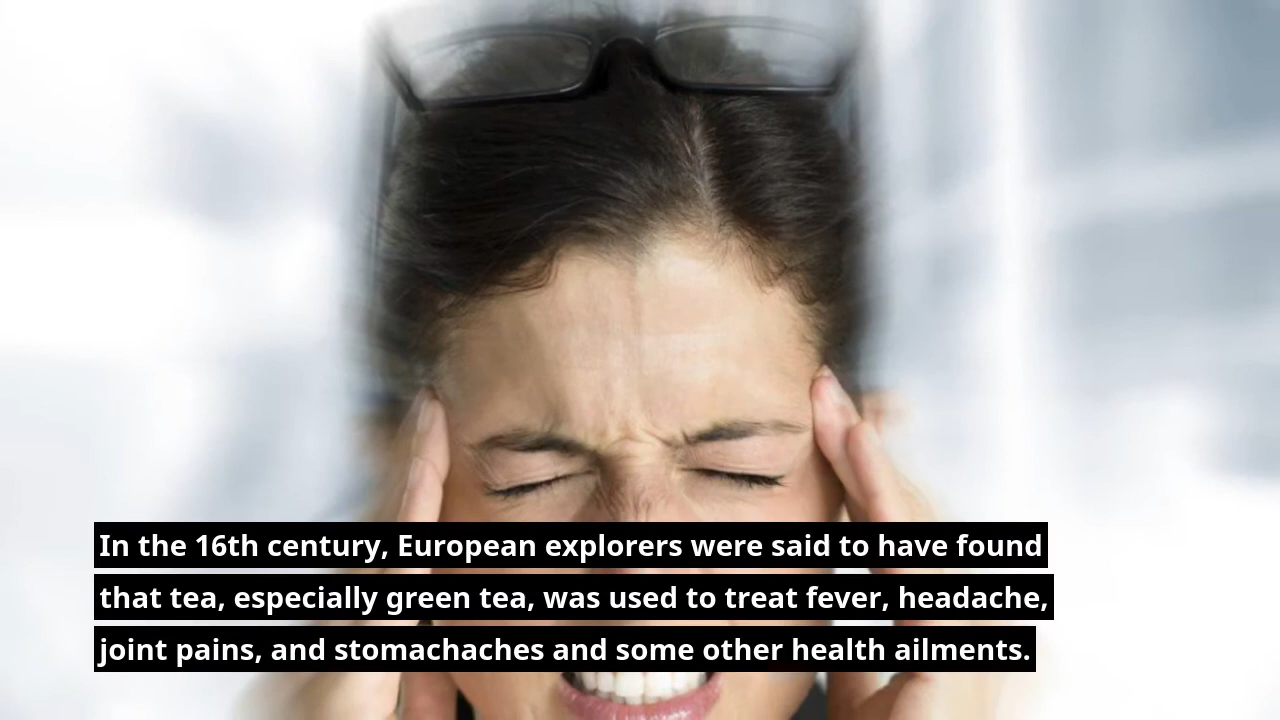 In the 16th century, European explorers were said to have found
that tea, especially green tea, was used to treat fever, headache,
joint pains, and stomachaches and some other health ailments.